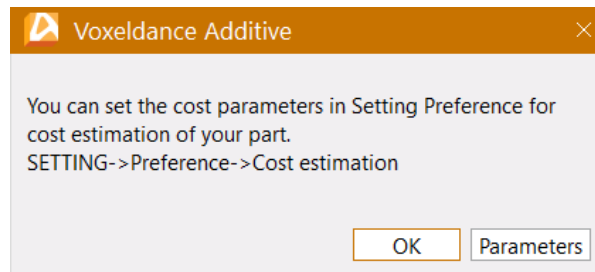 Voxeldance Additive
You can set the cost parameters in Setting Preference for
cost estimation of your part.
SETTING->Preference->Cost estimation
OK
Parameters